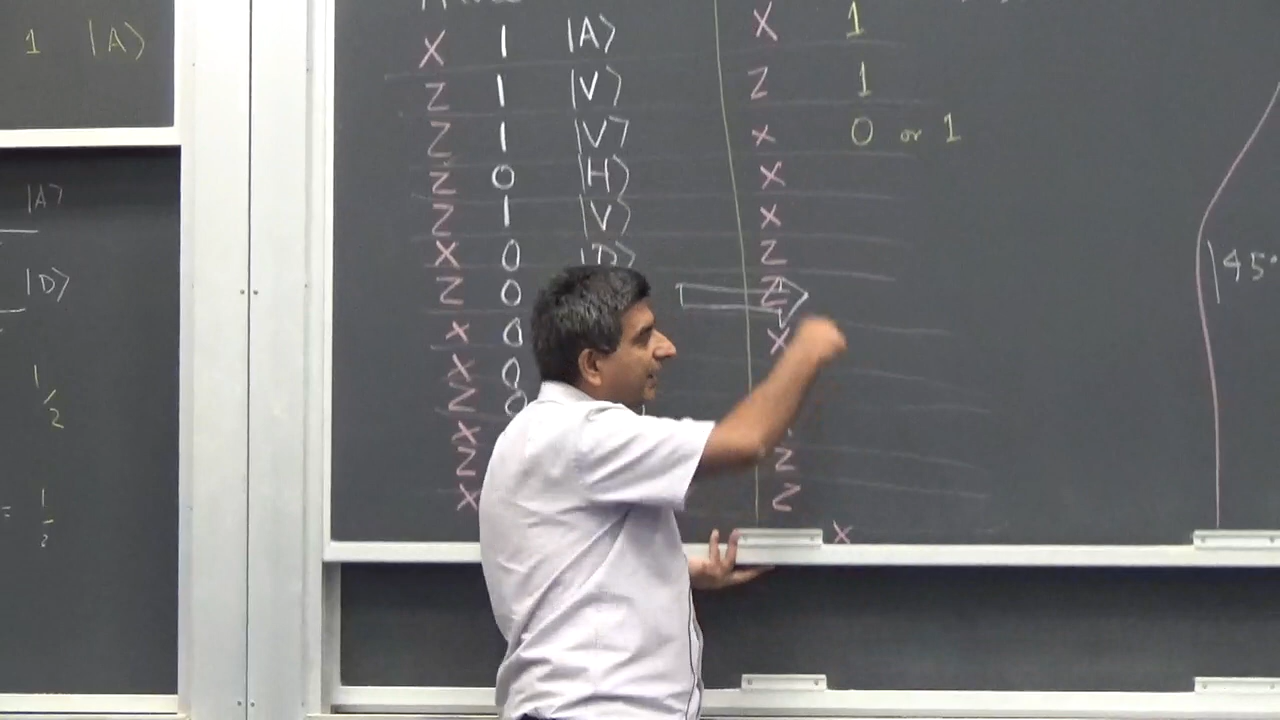 1 |A⟩
|A⟩
|D⟩
1/2
= 1/2
X 1 |A⟩ X 1
Z 1 |V⟩ Z 1
Z 1 |V⟩ X 0 or 1
Z 0 |H⟩ X
Z 1 |V⟩ X
X 0 |D⟩ Z
Z 0 Z
X 0 X
X 0
Z 0
X
Z Z
X Z
X
|45°